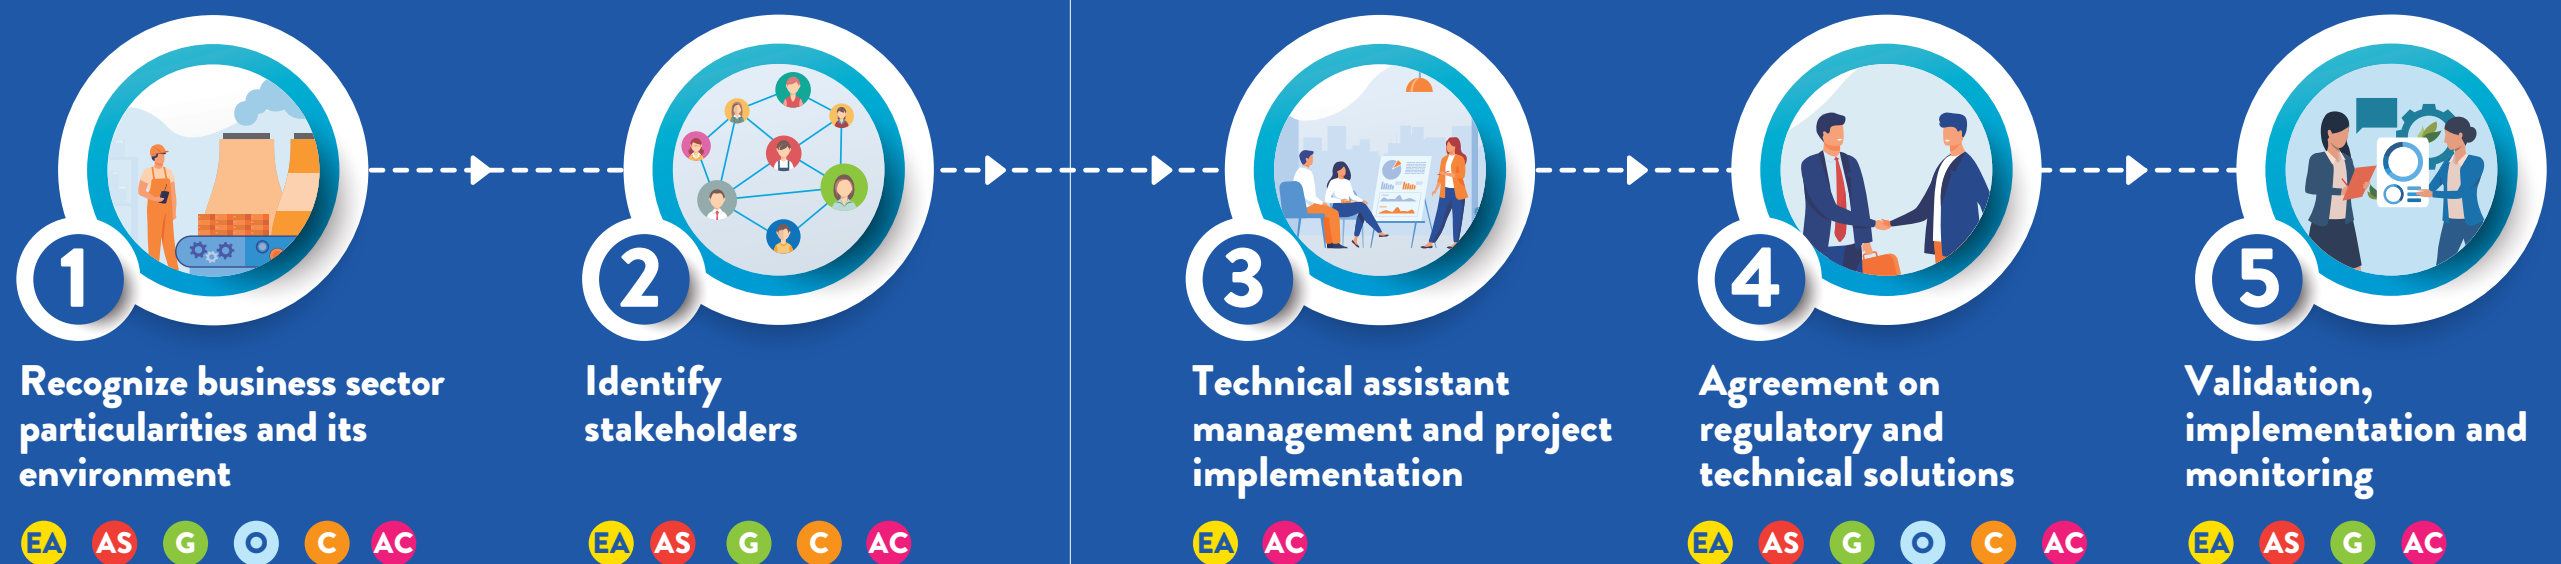 1
Recognize business sector
particularities and its
environment
EA AS G O C AC
2
Identify
stakeholders
EA AS G C AC
3
Technical assistant
management and project
implementation
EA AC
4
Agreement on
regulatory and
technical solutions
EA AS G O C AC
5
Validation,
implementation and
monitoring
EA AS G AC